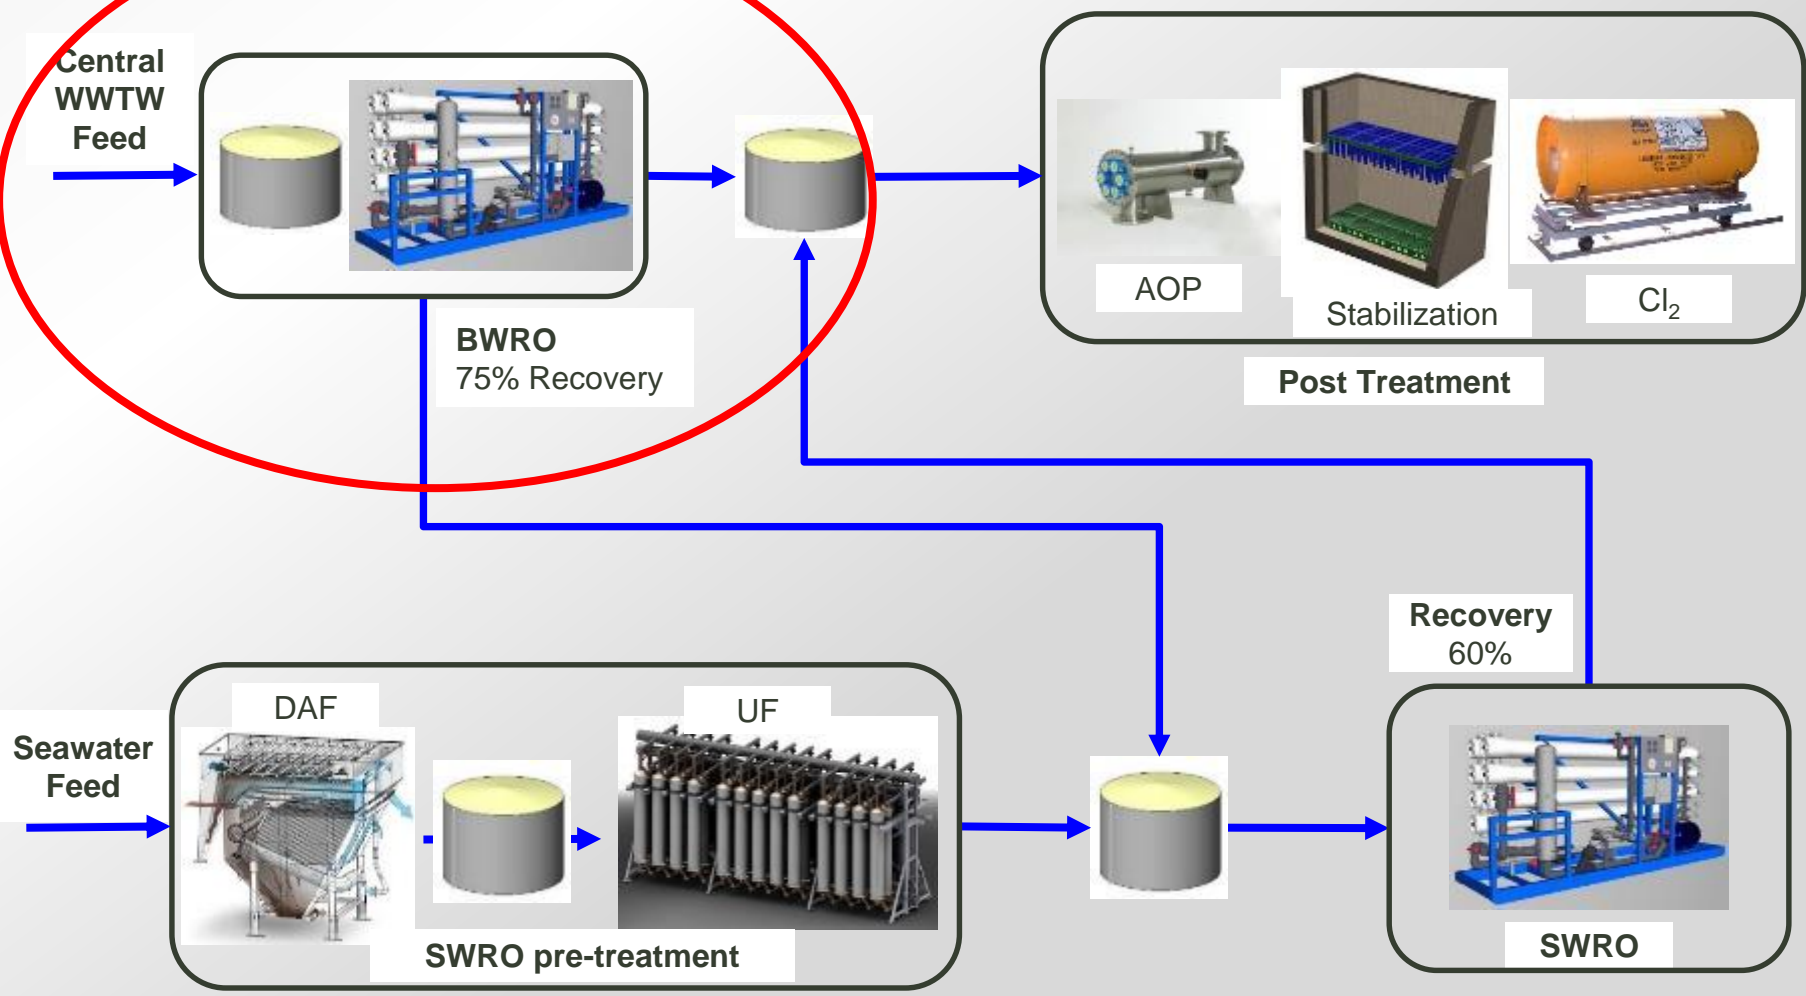 Central
WWTW
Feed
BWRO
75% Recovery
AOP
Stabilization
Cl₂
Post Treatment
Recovery
60%
Seawater
Feed
DAF
UF
SWRO pre-treatment
SWRO